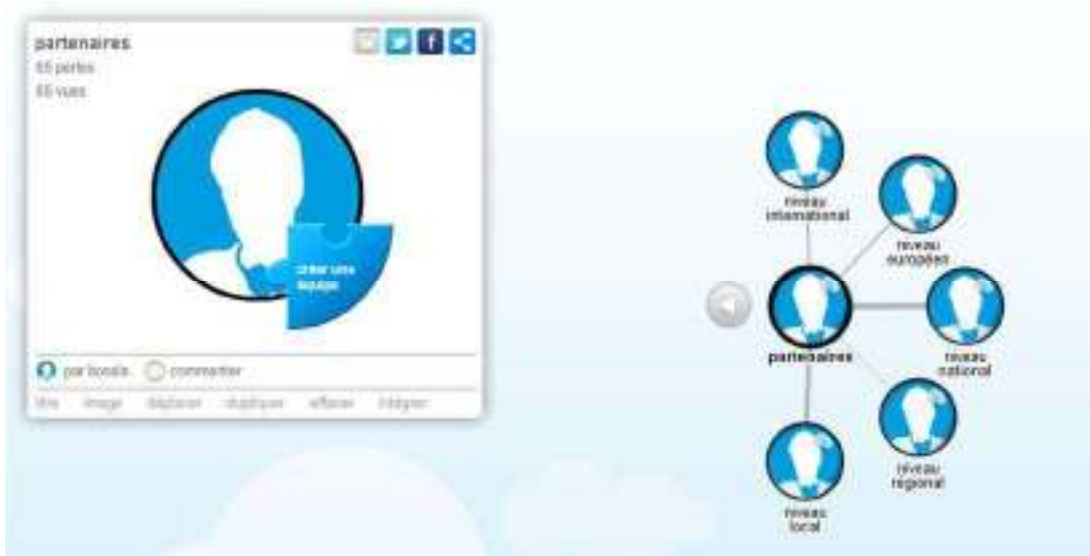 partenaires
65 perles
65 vues
créer une
équipe
par
commenter
titre image déplacer dupliquer effacer intégrer
niveau
international
niveau
européen
partenaires
niveau
national
niveau
régional
niveau
local